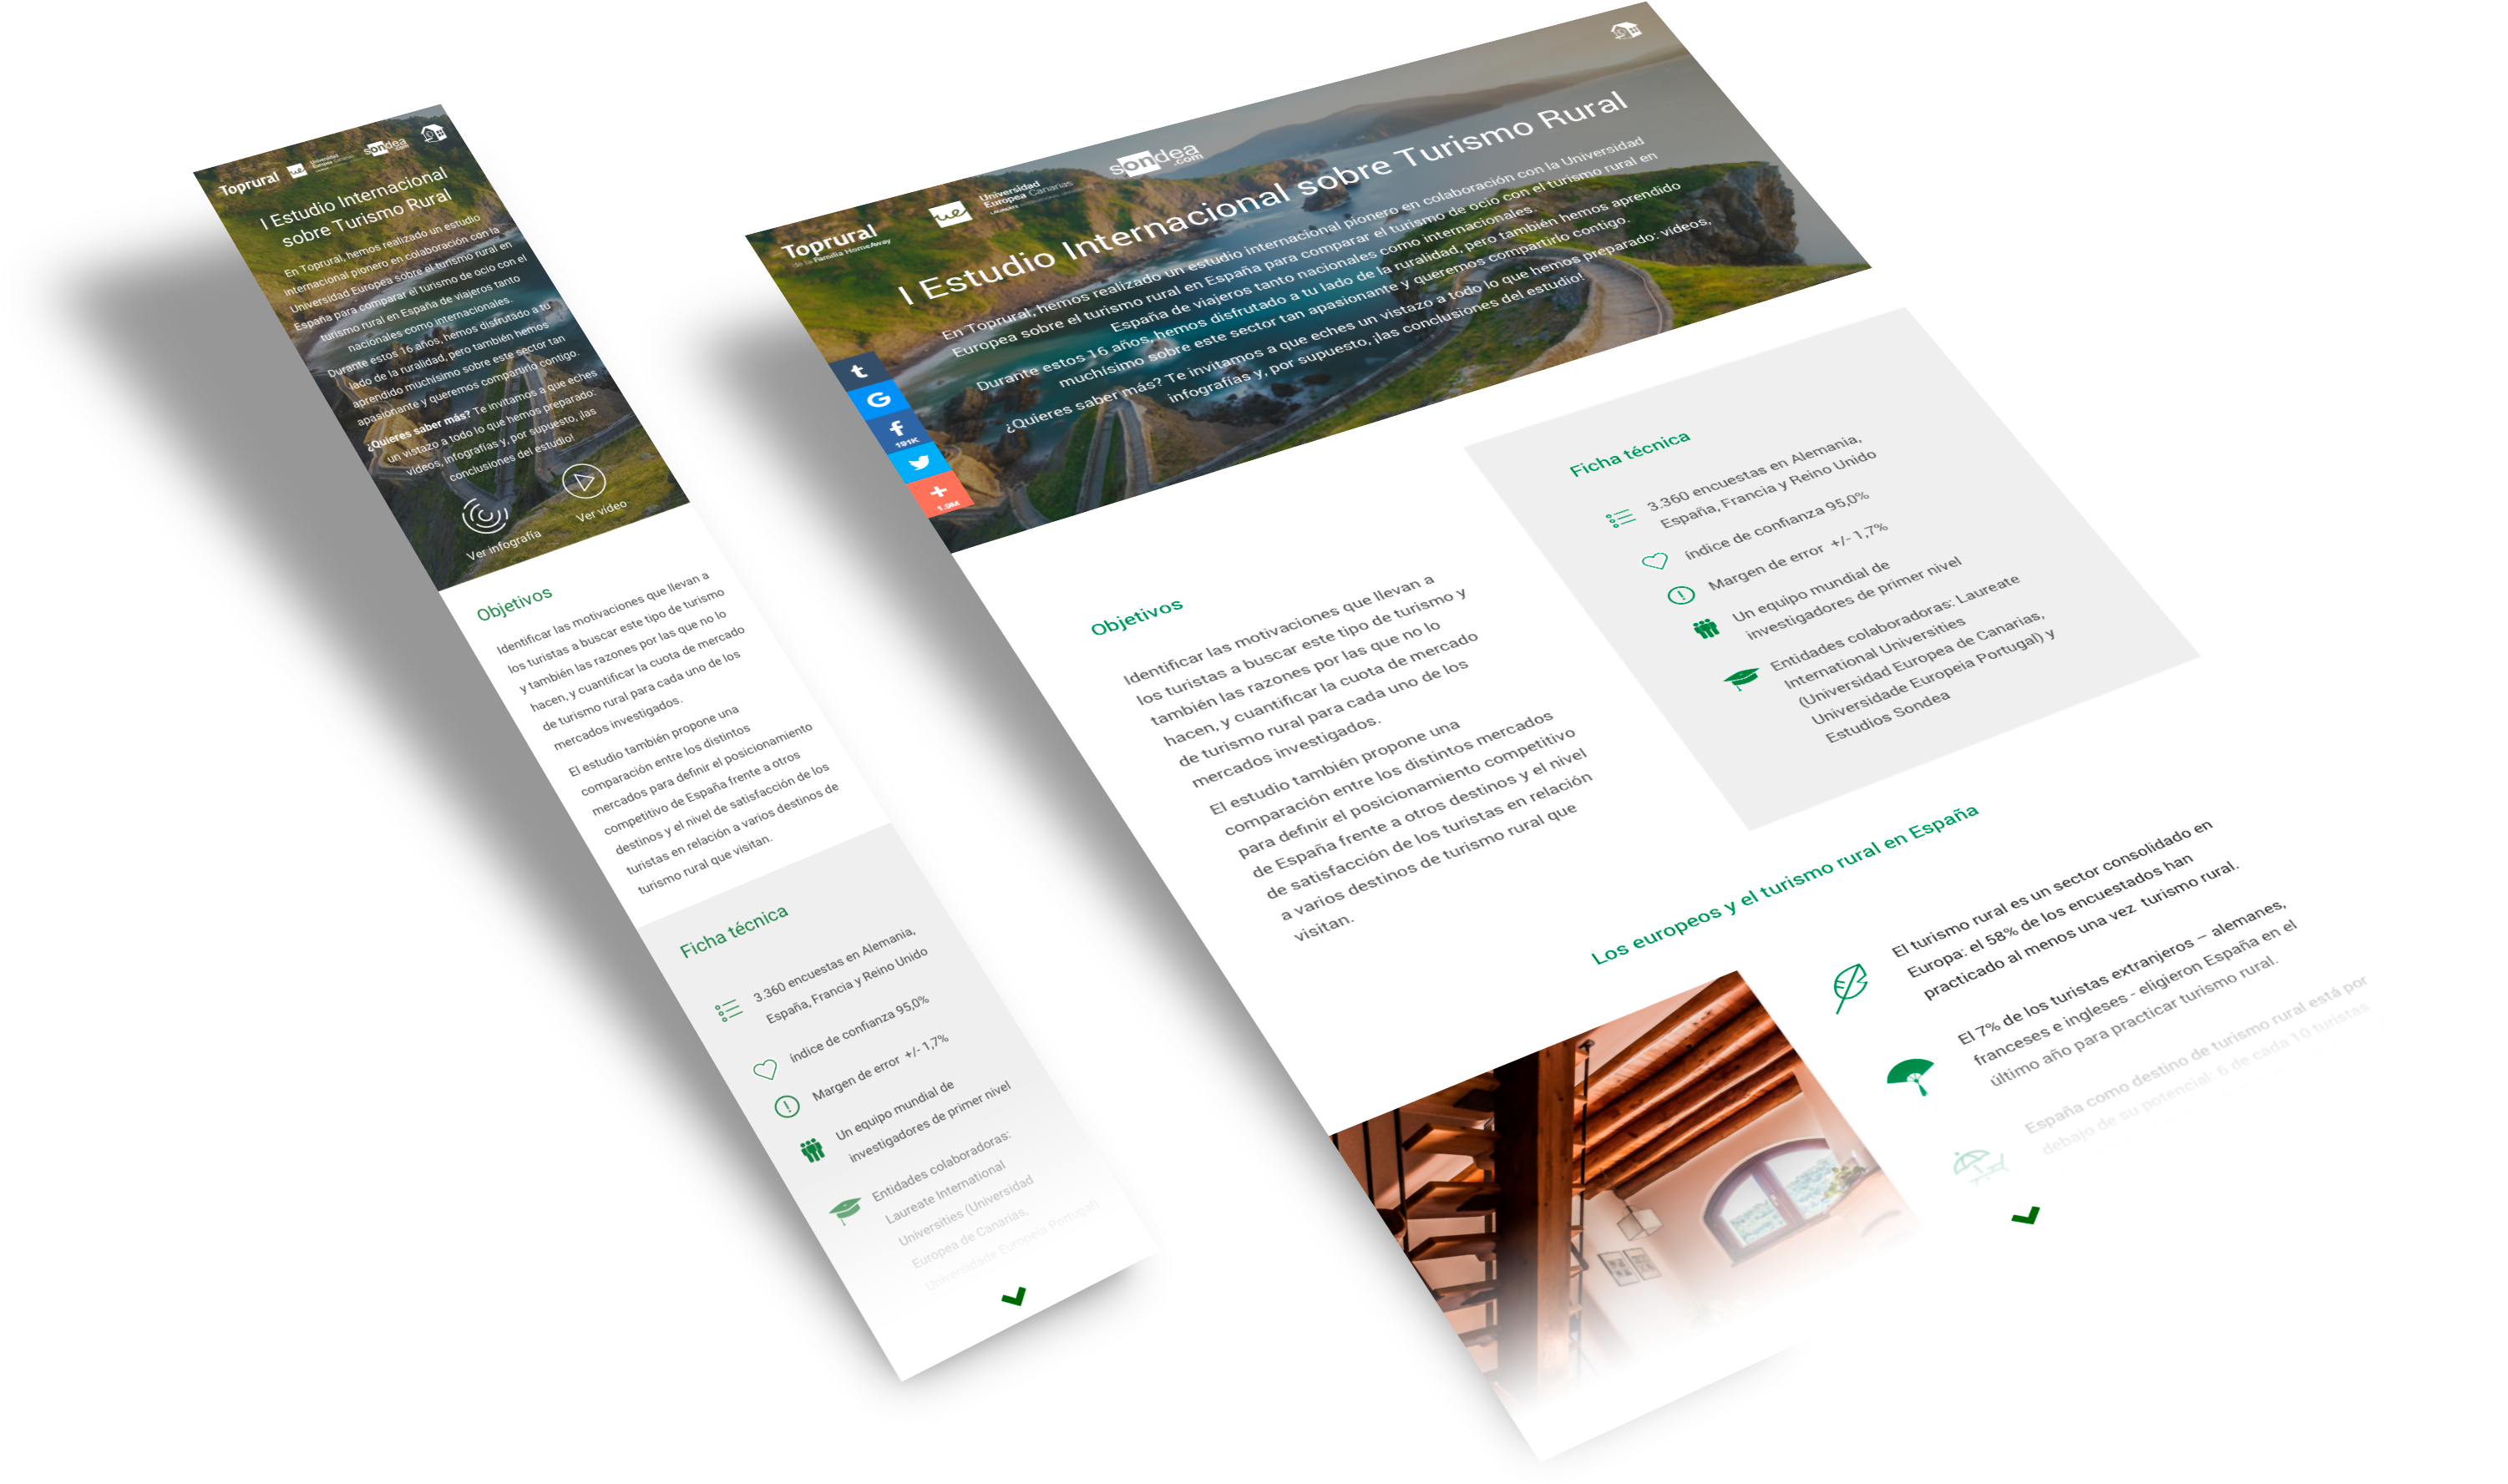 Toprural
ue
Universidad
Europea Canarias
sondea
.com
I Estudio Internacional
sobre Turismo Rural
En Toprural, hemos realizado un estudio
internacional pionero en colaboración con la
Universidad Europea sobre el turismo rural en
España para comparar el turismo de ocio con el
turismo rural en España de viajeros tanto
nacionales como internacionales.
Durante estos 16 años, hemos disfrutado a tu
lado de la ruralidad, pero también hemos
aprendido muchísimo sobre este sector tan
apasionante y queremos compartirlo contigo.
¿Quieres saber más? Te invitamos a que eches
un vistazo a todo lo que hemos preparado:
vídeos, infografías y, por supuesto, ¡las
conclusiones del estudio!
Ver infografía
Ver vídeo
Objetivos
Identificar las motivaciones que llevan a
los turistas a buscar este tipo de turismo
y también las razones por las que no lo
hacen, y cuantificar la cuota de mercado
de turismo rural para cada uno de los
mercados investigados.
El estudio también propone una
comparación entre los distintos
mercados para definir el posicionamiento
competitivo de España frente a otros
destinos y el nivel de satisfacción de los
turistas en relación a varios destinos de
turismo rural que visitan.
Ficha técnica
3.360 encuestas en Alemania,
España, Francia y Reino Unido
índice de confianza 95,0%
Margen de error +/- 1,7%
Un equipo mundial de
investigadores de primer nivel
Entidades colaboradoras:
Laureate International
Universities (Universidad
Europea de Canarias,
Universidade Europeia Portugal)
Toprural
de la Familia HomeAway
ue
Universidad
Europea Canarias
LAUREATE
sondea
.com
I Estudio Internacional sobre Turismo Rural
En Toprural, hemos realizado un estudio internacional pionero en colaboración con la Universidad
Europea sobre el turismo rural en España para comparar el turismo de ocio con el turismo rural en
España de viajeros tanto nacionales como internacionales.
Durante estos 16 años, hemos disfrutado a tu lado de la ruralidad, pero también hemos aprendido
muchísimo sobre este sector tan apasionante y queremos compartirlo contigo.
¿Quieres saber más? Te invitamos a que eches un vistazo a todo lo que hemos preparado: vídeos,
infografías y, por supuesto, ¡las conclusiones del estudio!
191K
1.9M
Objetivos
Identificar las motivaciones que llevan a
los turistas a buscar este tipo de turismo y
también las razones por las que no lo
hacen, y cuantificar la cuota de mercado
de turismo rural para cada uno de los
mercados investigados.
El estudio también propone una
comparación entre los distintos mercados
para definir el posicionamiento competitivo
de España frente a otros destinos y el nivel
de satisfacción de los turistas en relación
a varios destinos de turismo rural que
visitan.
Ficha técnica
3.360 encuestas en Alemania,
España, Francia y Reino Unido
índice de confianza 95,0%
Margen de error +/- 1,7%
Un equipo mundial de
investigadores de primer nivel
Entidades colaboradoras: Laureate
International Universities
(Universidad Europea de Canarias,
Universidade Europeia Portugal) y
Estudios Sondea
Los europeos y el turismo rural en España
El turismo rural es un sector consolidado en
Europa: el 58% de los encuestados han
practicado al menos una vez turismo rural.
El 7% de los turistas extranjeros – alemanes,
franceses e ingleses - eligieron España en el
último año para practicar turismo rural.
España como destino de turismo rural está por
debajo de su potencial: 6 de cada 10 turistas